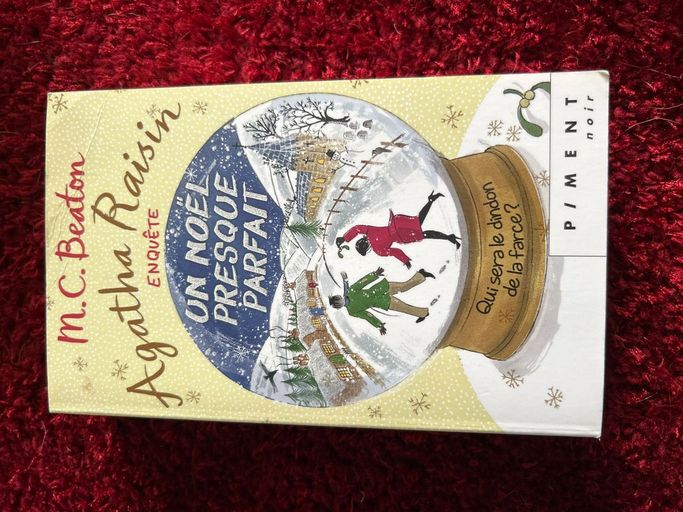 M.C. Beaton
Agatha Raisin
ENQUÊTE
UN NOËL
PRESQUE
PARFAIT
Qui sera le dindon
de la farce ?
PIMENT
noir